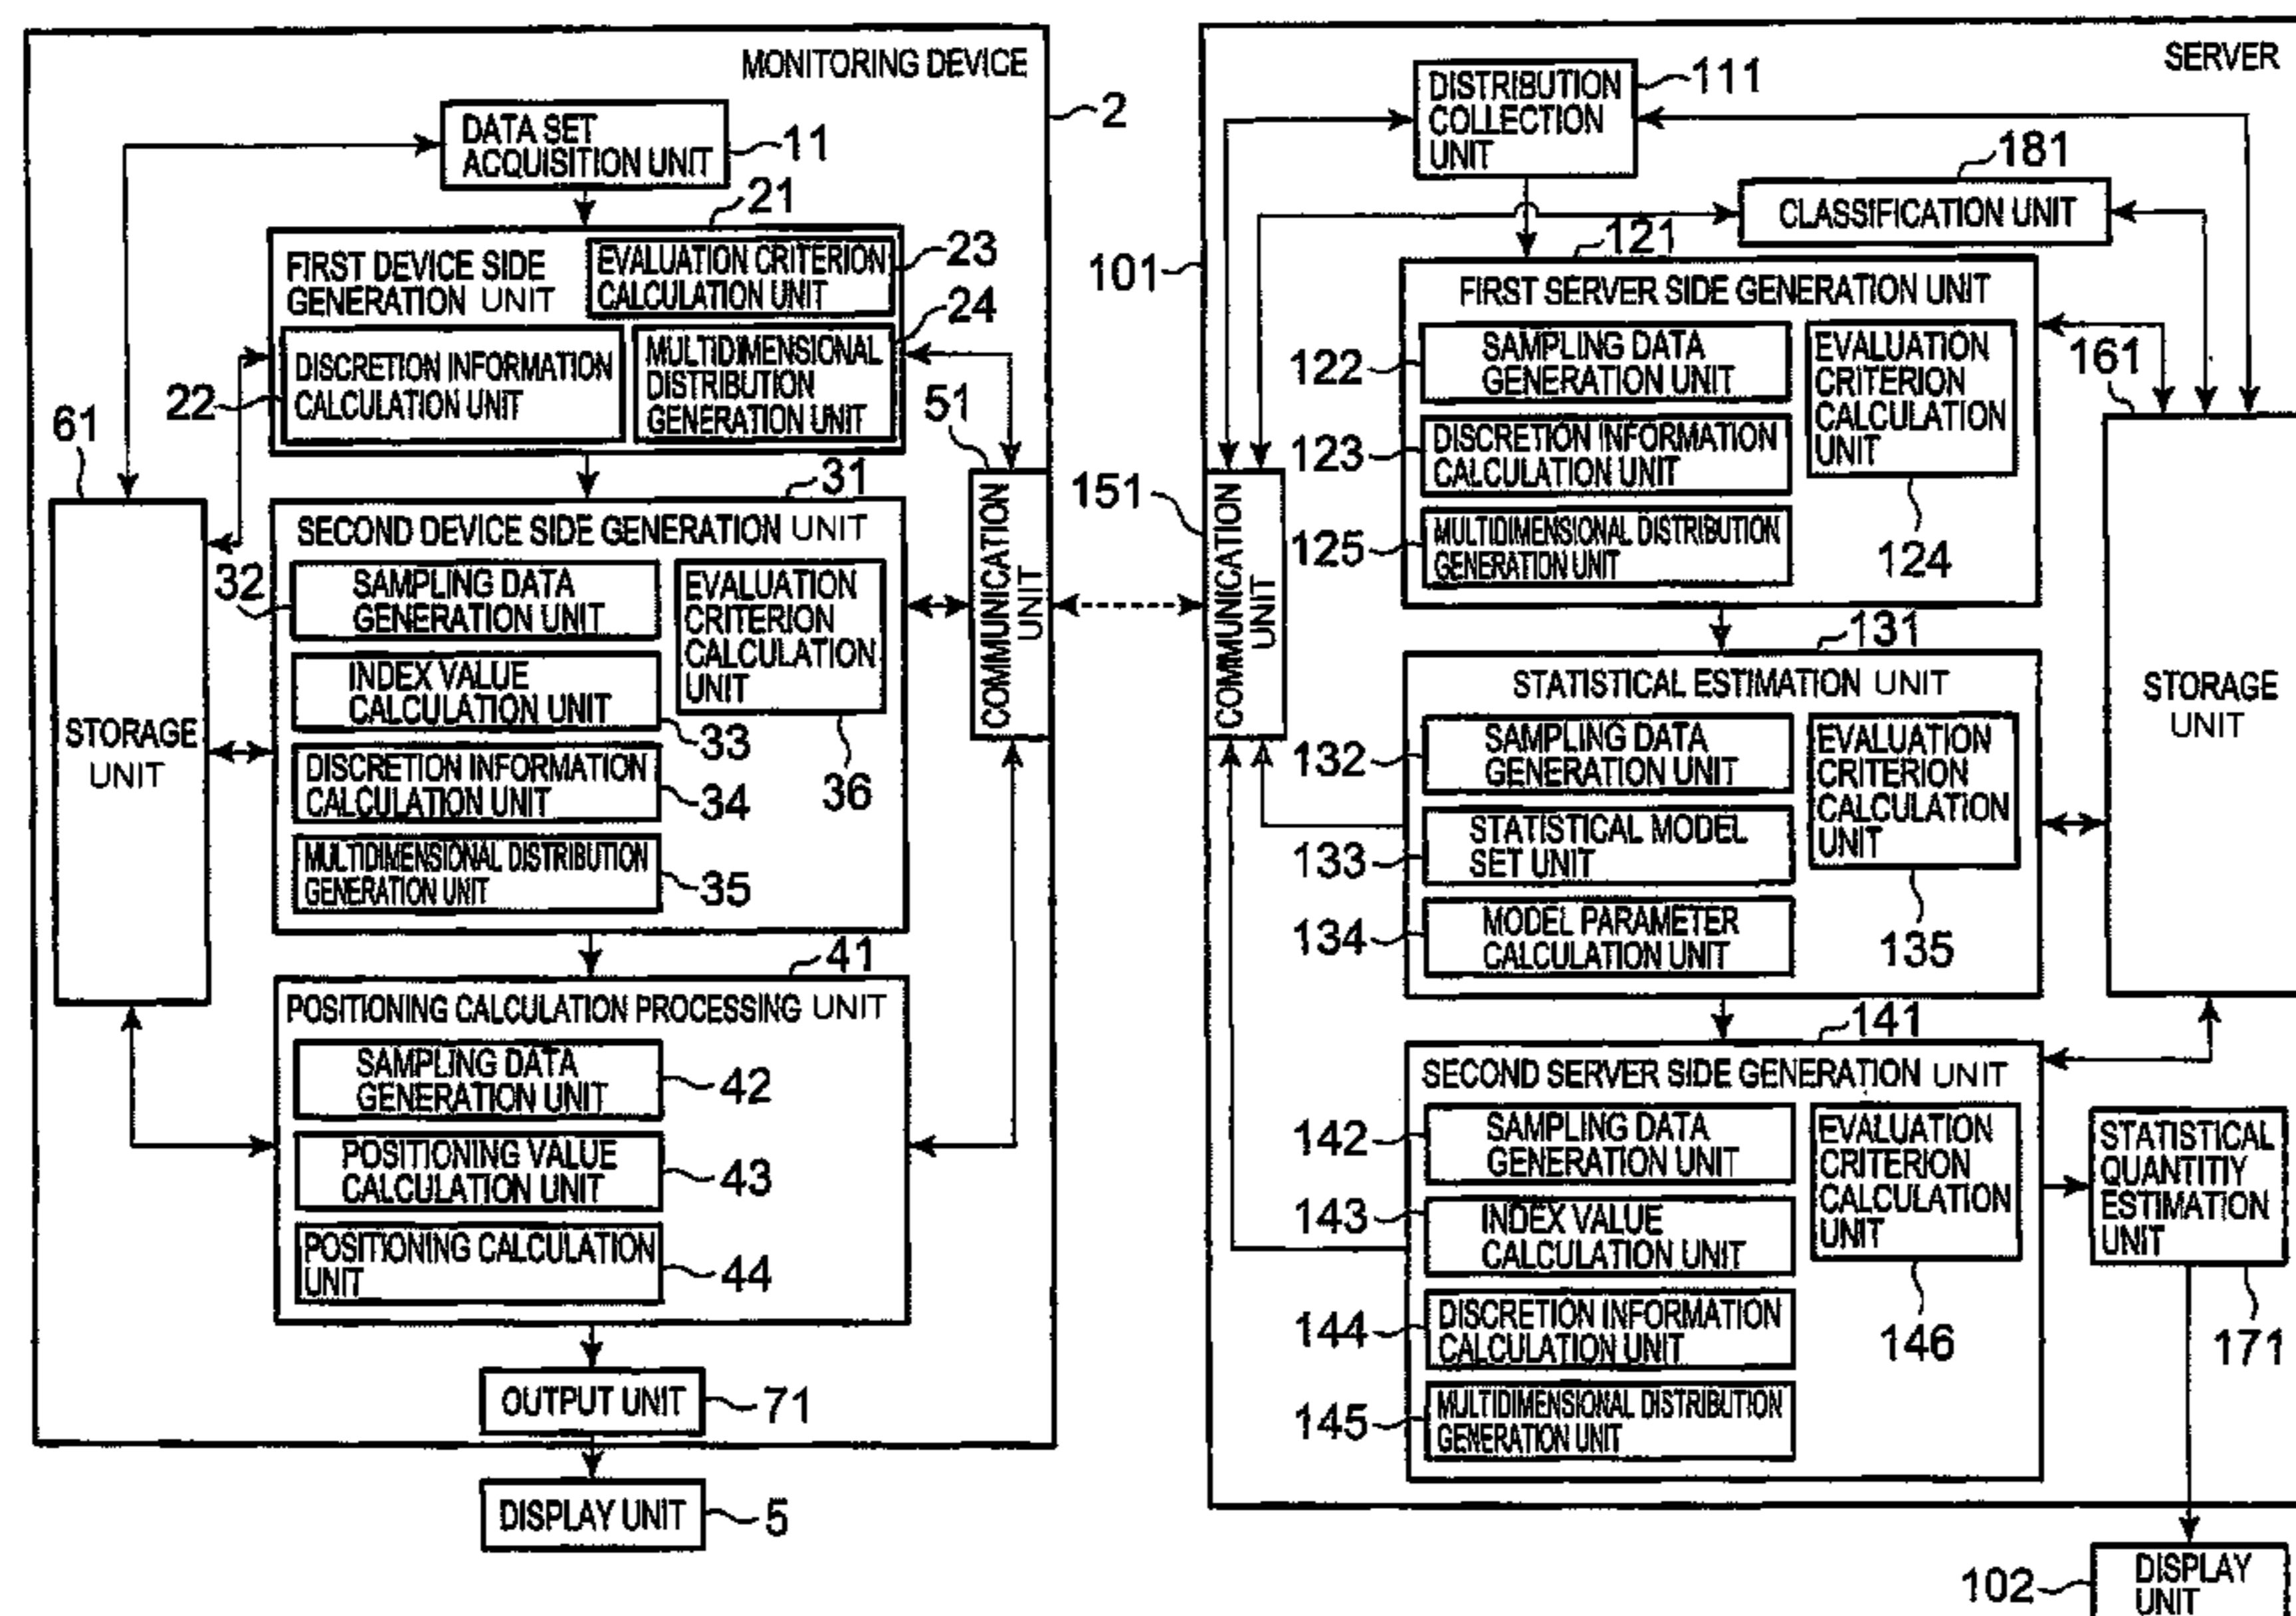 MONITORING DEVICE
2
DATA SET
ACQUISITION UNIT
11
21
FIRST DEVICE SIDE
GENERATION UNIT
EVALUATION CRITERION
CALCULATION UNIT
23
24
DISCRETION INFORMATION
CALCULATION UNIT
22
MULTIDIMENSIONAL
DISTRIBUTION
GENERATION UNIT
61
STORAGE
UNIT
51
COMMUNICATION
UNIT
31
SECOND DEVICE SIDE GENERATION UNIT
32
SAMPLING DATA
GENERATION UNIT
EVALUATION
CRITERION
CALCULATION
UNIT
36
INDEX VALUE
CALCULATION UNIT
33
DISCRETION INFORMATION
CALCULATION UNIT
34
MULTIDIMENSIONAL DISTRIBUTION
GENERATION UNIT
35
41
POSITIONING CALCULATION PROCESSING UNIT
SAMPLING DATA
GENERATION UNIT
42
POSITIONING VALUE
CALCULATION UNIT
43
POSITIONING CALCULATION
UNIT
44
OUTPUT UNIT
71
DISPLAY UNIT
5
SERVER
101
DISTRIBUTION
COLLECTION
UNIT
111
181
CLASSIFICATION UNIT
121
FIRST SERVER SIDE GENERATION UNIT
122
SAMPLING DATA
GENERATION UNIT
EVALUATION
CRITERION
CALCULATION
UNIT
124
123
DISCRETION INFORMATION
CALCULATION UNIT
125
MULTIDIMENSIONAL DISTRIBUTION
GENERATION UNIT
161
STORAGE
UNIT
151
COMMUNICATION
UNIT
131
STATISTICAL ESTIMATION UNIT
132
SAMPLING DATA
GENERATION UNIT
EVALUATION
CRITERION
CALCULATION
UNIT
135
133
STATISTICAL MODEL
SET UNIT
134
MODEL PARAMETER
CALCULATION UNIT
141
SECOND SERVER SIDE GENERATION UNIT
142
SAMPLING DATA
GENERATION UNIT
EVALUATION
CRITERION
CALCULATION
UNIT
146
143
INDEX VALUE
CALCULATION UNIT
144
DISCRETION INFORMATION
CALCULATION UNIT
145
MULTIDIMENSIONAL DISTRIBUTION
GENERATION UNIT
STATISTICAL
QUANTITIY
ESTIMATION
UNIT
171
102
DISPLAY
UNIT